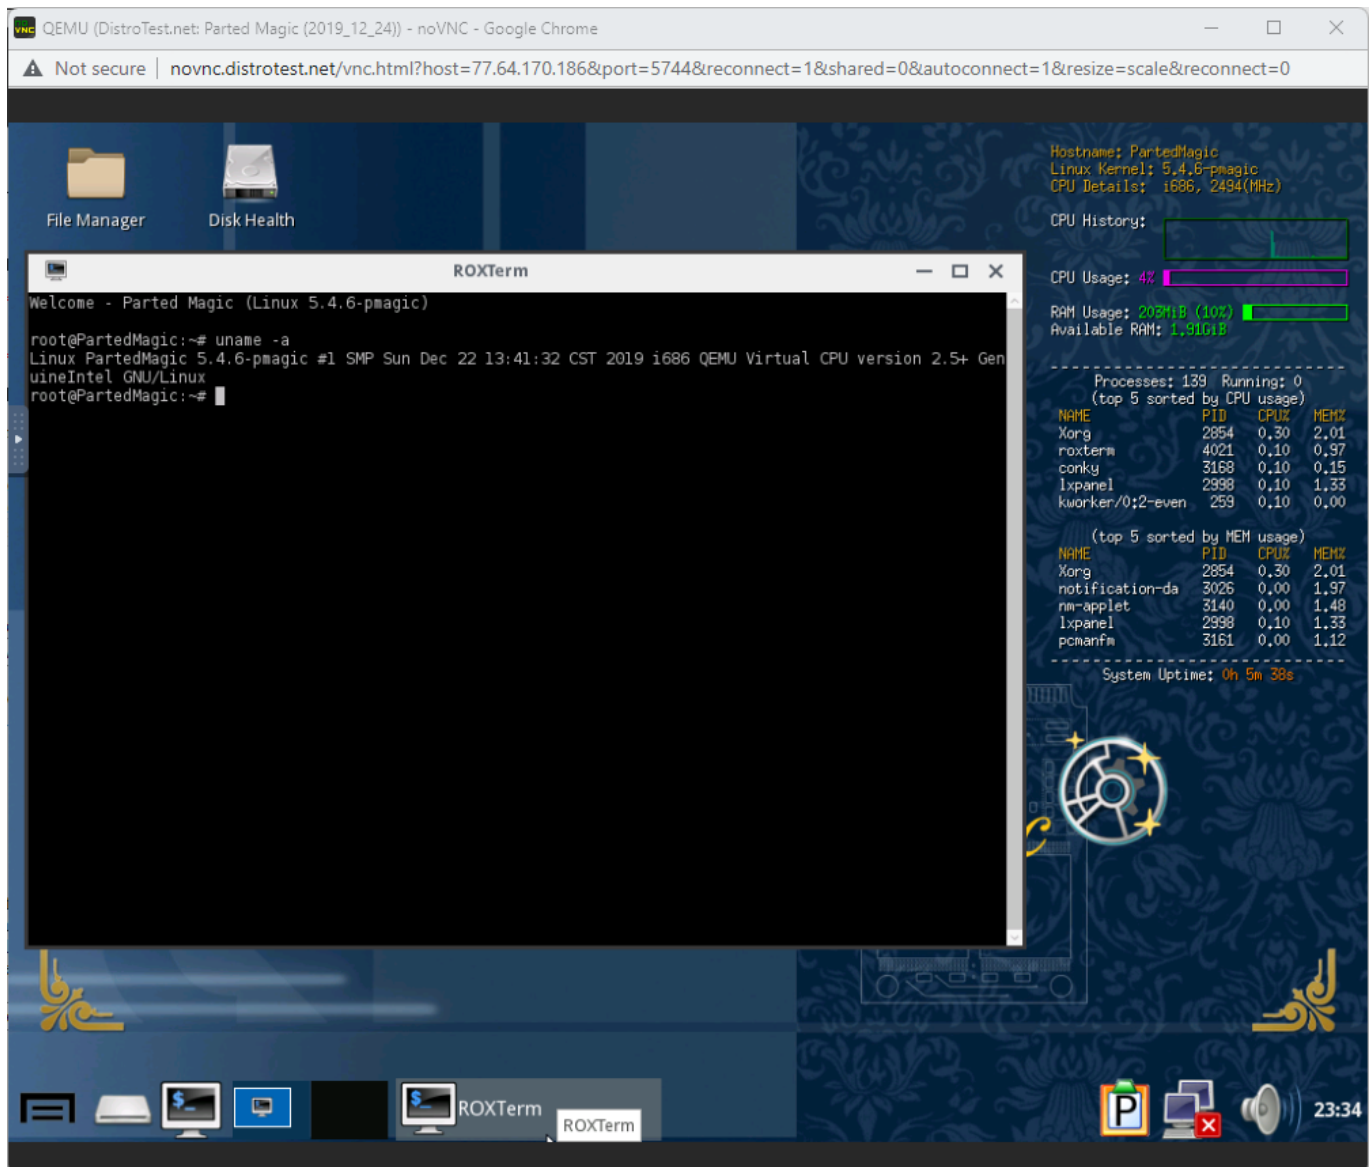 QEMU (DistroTest.net: Parted Magic (2019_12_24)) - noVNC - Google Chrome
Not secure | novnc.distrotest.net/vnc.html?host=77.64.170.186&port=5744&reconnect=1&shared=0&autoconnect=1&resize=scale&reconnect=0
File Manager
Disk Health
ROXTerm
Welcome - Parted Magic (Linux 5.4.6-pmagic)
root@PartedMagic:~# uname -a
Linux PartedMagic 5.4.6-pmagic #1 SMP Sun Dec 22 13:41:32 CST 2019 i686 QEMU Virtual CPU version 2.5+ Gen
uineIntel GNU/Linux
root@PartedMagic:~#
Hostname: PartedMagic
Linux Kernel: 5.4.6-pmagic
CPU Details: i686, 2494(MHz)
CPU History:
CPU Usage: 4%
RAM Usage: 203MiB (10%)
Available RAM: 1.91GiB
Processes: 139 Running: 0
(top 5 sorted by CPU usage)
NAME PID CPU% MEM%
Xorg 2854 0.30 2.01
roxterm 4021 0.10 0.97
conky 3168 0.10 0.15
lxpanel 2998 0.10 1.33
kworker/0:2-even 259 0.10 0.00
(top 5 sorted by MEM usage)
NAME PID CPU% MEM%
Xorg 2854 0.30 2.01
notification-da 3026 0.00 1.97
nm-applet 3140 0.00 1.48
lxpanel 2998 0.10 1.33
pcmanfm 3161 0.00 1.12
System Uptime: 0h 5m 38s
ROXTerm
ROXTerm
P
23:34